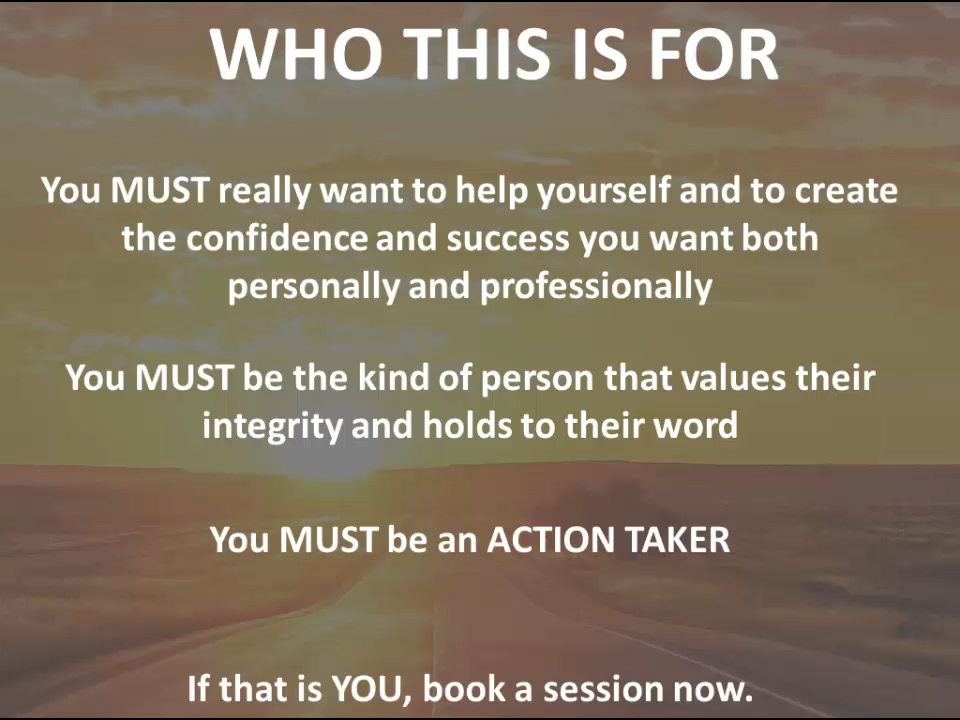 WHO THIS IS FOR
You MUST really want to help yourself and to create
the confidence and success you want both
personally and professionally
You MUST be the kind of person that values their
integrity and holds to their word
You MUST be an ACTION TAKER
If that is YOU, book a session now.